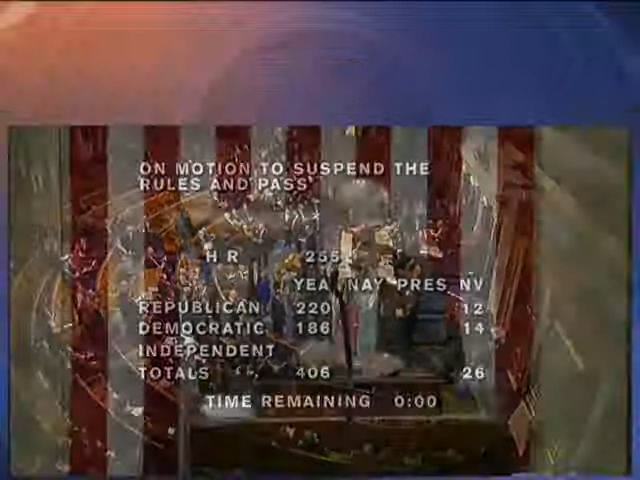 ON MOTION TO SUSPEND THE
RULES AND PASS
H R 255
YEA NAY PRES NV
REPUBLICAN 220 12
DEMOCRATIC 186 14
INDEPENDENT
TOTALS 406 26
TIME REMAINING 0:00